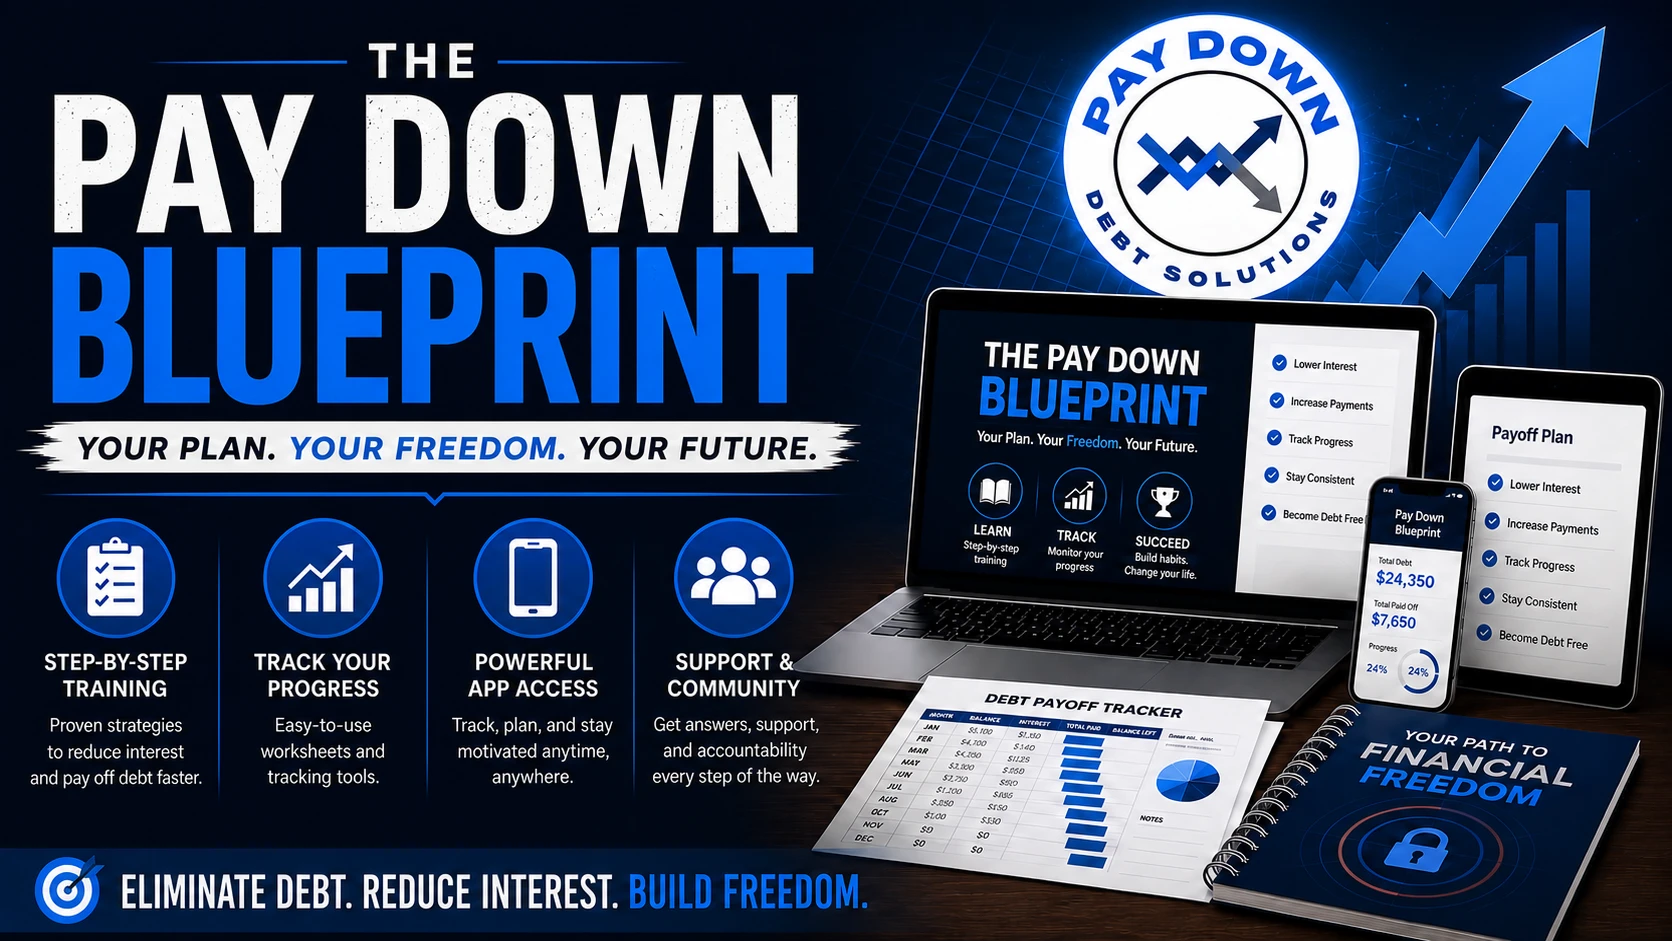 THE
PAY DOWN
BLUEPRINT
YOUR PLAN. YOUR FREEDOM. YOUR FUTURE.
STEP-BY-STEP
TRAINING
Proven strategies
to reduce interest
and pay off debt faster.
TRACK YOUR
PROGRESS
Easy-to-use
worksheets and
tracking tools.
POWERFUL
APP ACCESS
Track, plan, and stay
motivated anytime,
anywhere.
SUPPORT &
COMMUNITY
Get answers, support,
and accountability
every step of the way.
ELIMINATE DEBT. REDUCE INTEREST. BUILD FREEDOM.
PAY DOWN
DEBT SOLUTIONS
THE PAY DOWN
BLUEPRINT
Your Plan. Your Freedom. Your Future.
LEARN
Step-by-step
training
TRACK
Monitor your
progress
SUCCEED
Build habits.
Change your life.
Lower Interest
Increase Payments
Track Progress
Stay Consistent
Become Debt Free
Pay Down
Blueprint
Total Debt
$24,350
Total Paid Off
$7,650
Progress
24%
24%
Payoff Plan
Lower Interest
Increase Payments
Track Progress
Stay Consistent
Become Debt Free
DEBT PAYOFF TRACKER
MONTH BALANCE INTEREST TOTAL PAID BALANCE LEFT
JAN
FER
MAR
MAY
JUN
JUL
AUG
OCT
NOV $0 $0
DEC $0 $0
NOTES
YOUR PATH TO
FINANCIAL
FREEDOM